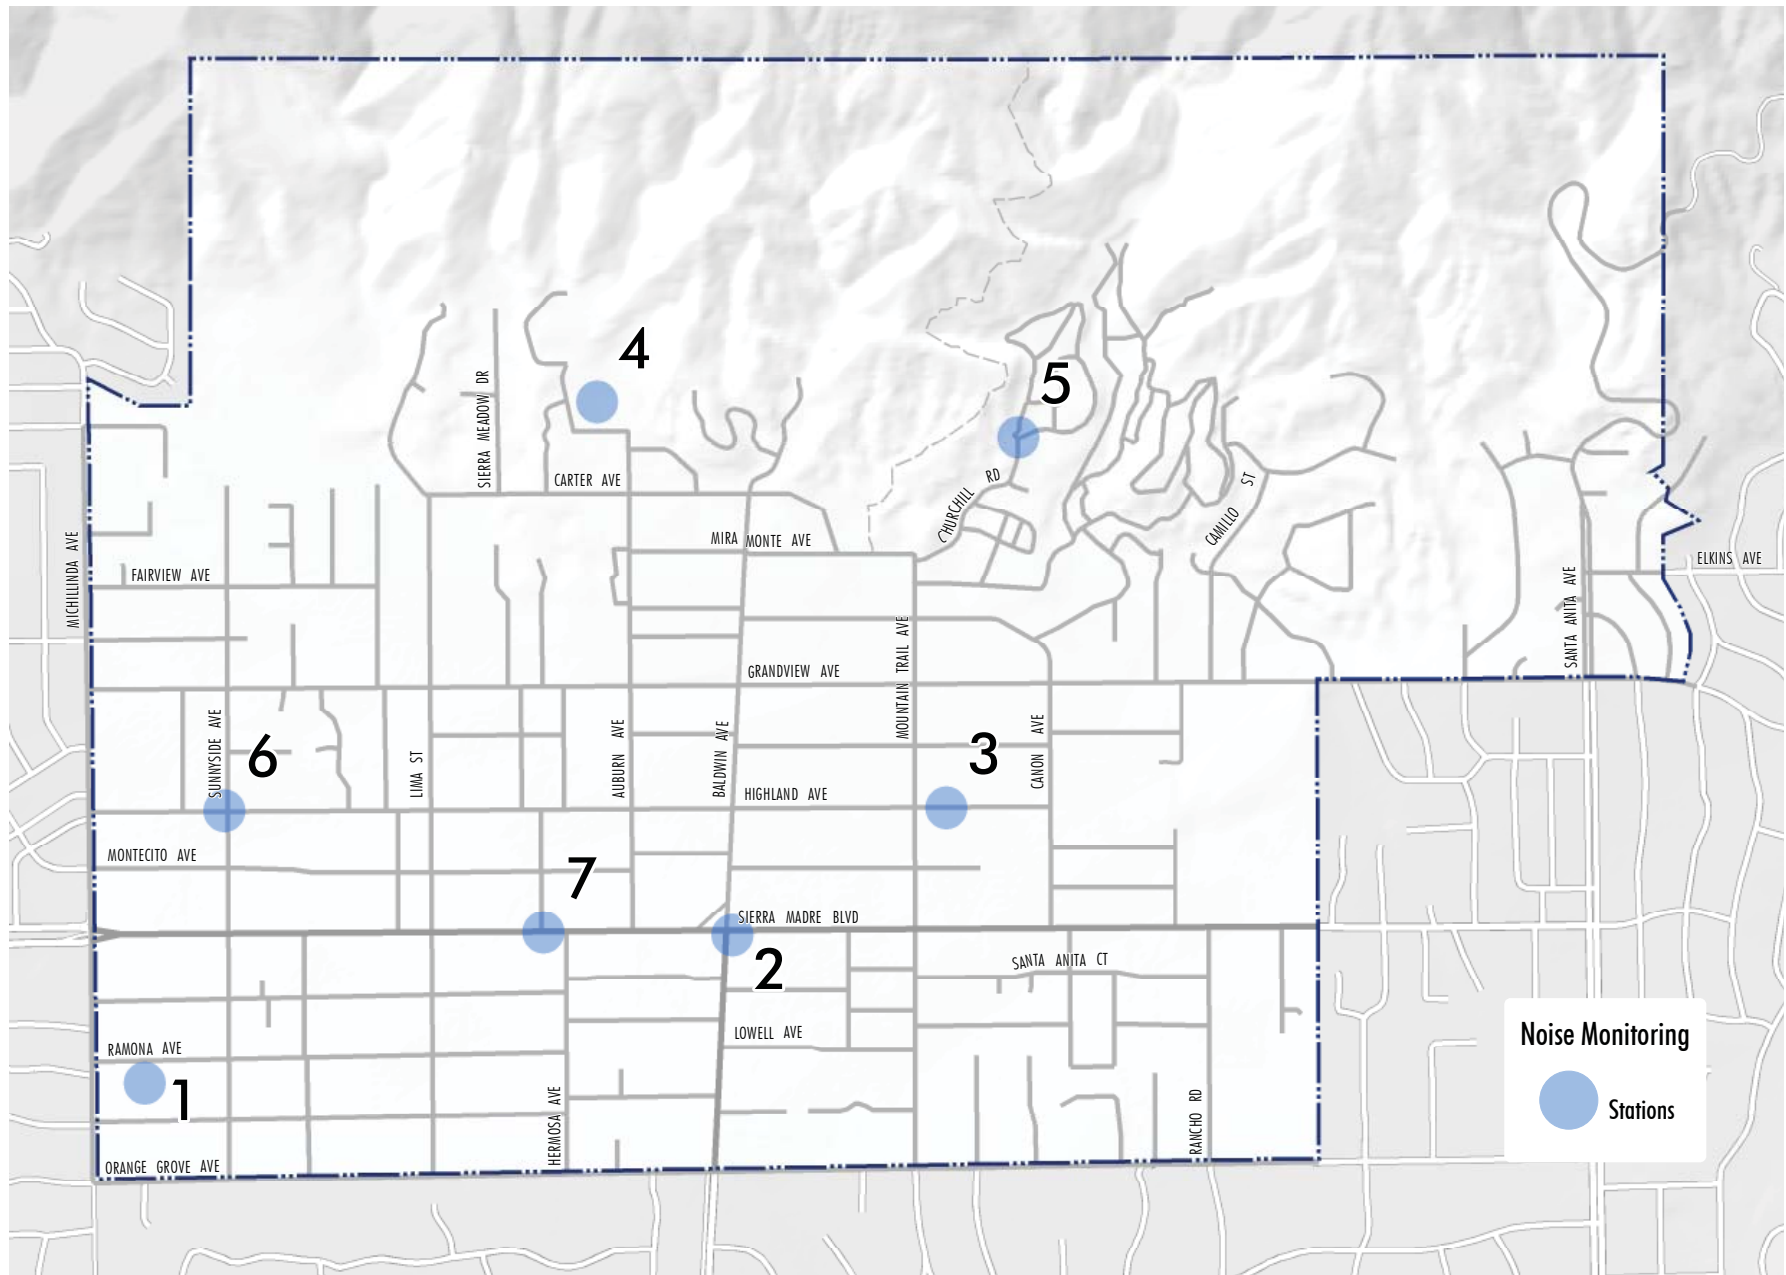 4
5
SIERRA MEADOW DR
CARTER AVE
CHURCHILL RD
CAMILLO ST
MIRA MONTE AVE
MICHILLINDA AVE
FAIRVIEW AVE
ELKINS AVE
SANTA ANITA AVE
GRANDVIEW AVE
MOUNTAIN TRAIL AVE
SUNNYSIDE AVE
6
LIMA ST
AUBURN AVE
BALDWIN AVE
3
CANON AVE
HIGHLAND AVE
MONTECITO AVE
7
SIERRA MADRE BLVD
2
SANTA ANITA CT
LOWELL AVE
RAMONA AVE
1
HERMOSA AVE
RANCHO RD
ORANGE GROVE AVE
Noise Monitoring
Stations